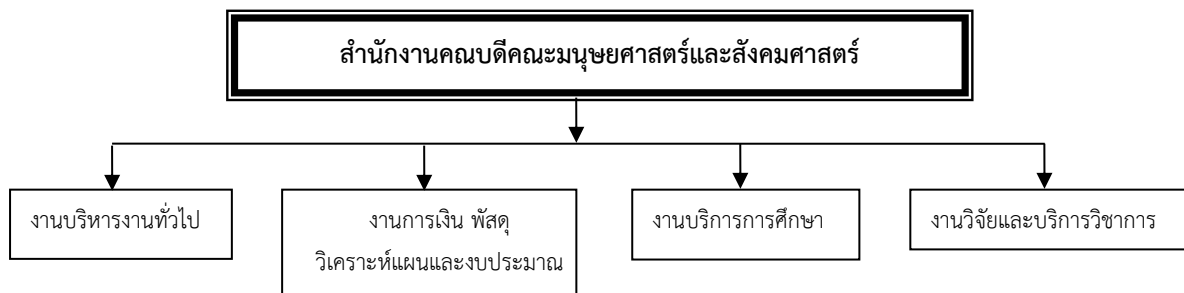 สำนักงานคณบดีคณะมนุษยศาสตร์และสังคมศาสตร์
งานบริหารงานทั่วไป
งานการเงิน พัสดุ
วิเคราะห์แผนและงบประมาณ
งานบริการการศึกษา
งานวิจัยและบริการวิชาการ